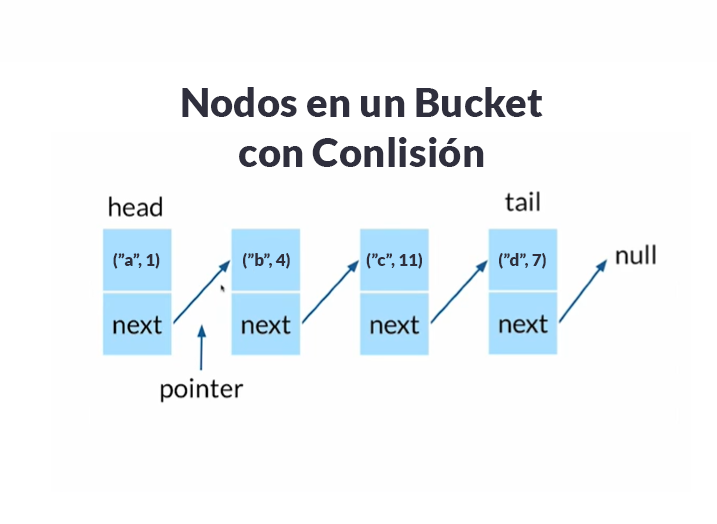 Nodos en un Bucket
con Conlisión
head
tail
("a", 1)
("b", 4)
("c", 11)
("d", 7)
null
next
next
next
next
pointer